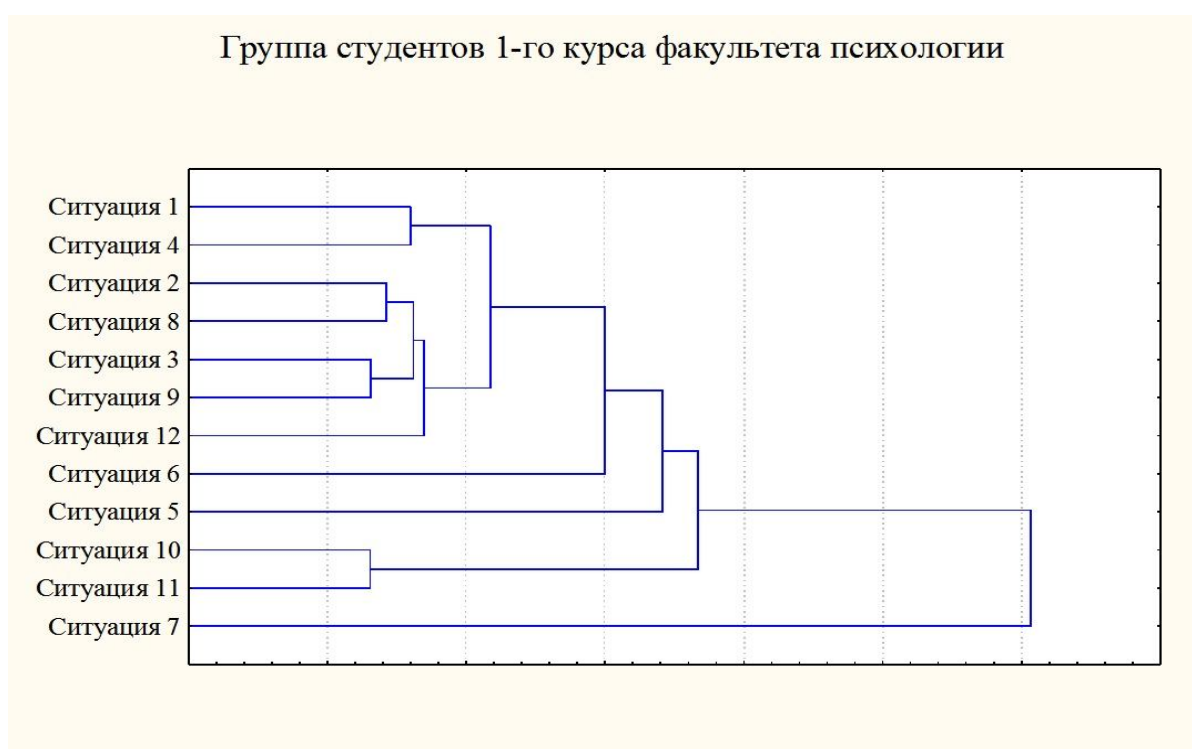 Группа студентов 1-го курса факультета психологии
Ситуация 1
Ситуация 4
Ситуация 2
Ситуация 8
Ситуация 3
Ситуация 9
Ситуация 12
Ситуация 6
Ситуация 5
Ситуация 10
Ситуация 11
Ситуация 7